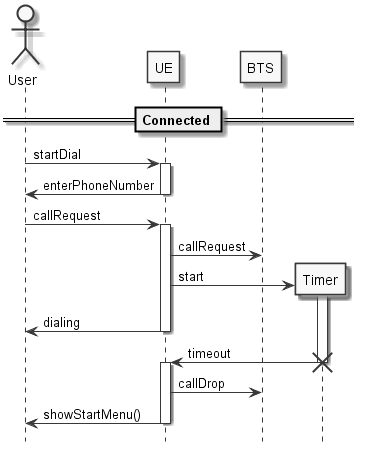 User
UE
BTS
Connected
startDial
enterPhoneNumber
callRequest
callRequest
start
Timer
dialing
timeout
callDrop
showStartMenu()